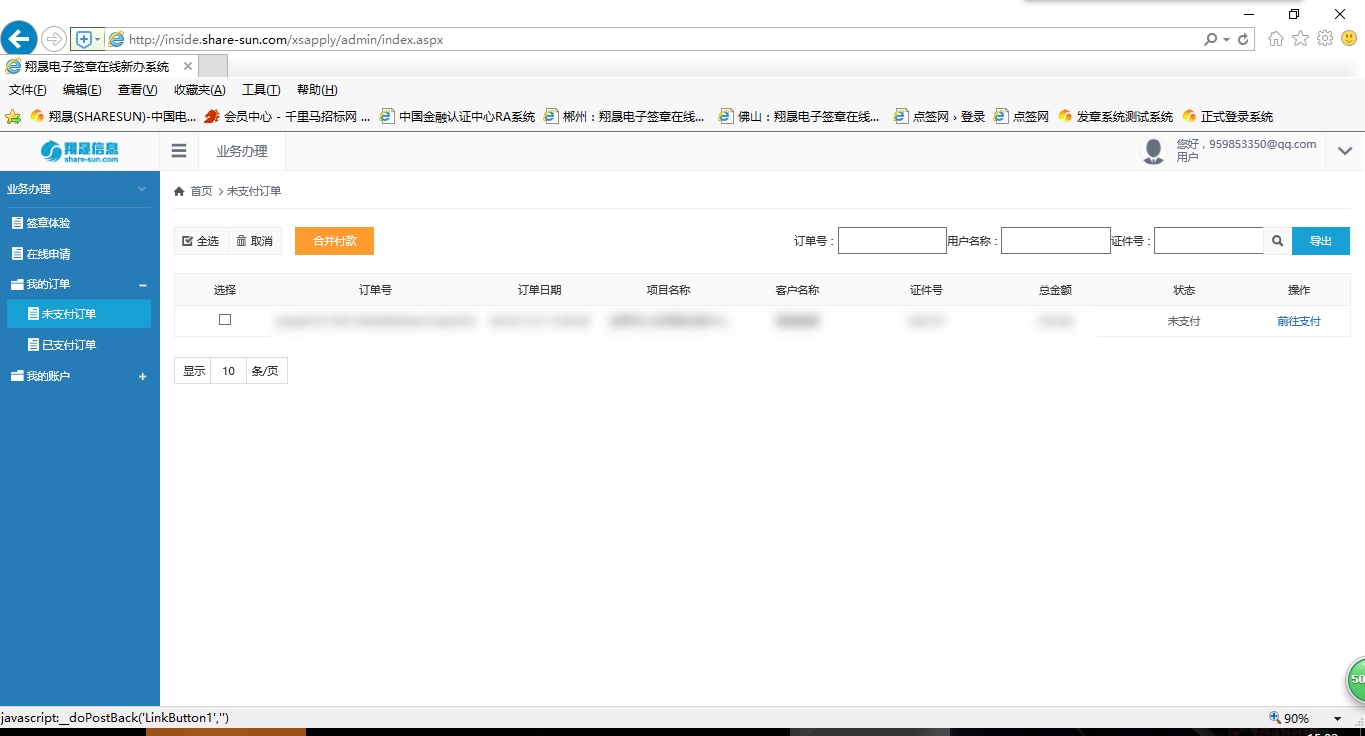 http://inside.share-sun.com/xsapply/admin/index.aspx
翔晟电子签章在线新办系统
文件(F) 编辑(E) 查看(V) 收藏夹(A) 工具(T) 帮助(H)
翔晟(SHARESUN)-中国电... 会员中心 - 千里马招标网 ... 中国金融认证中心RA系统 郴州：翔晟电子签章在线... 佛山：翔晟电子签章在线... 点签网 › 登录 点签网 发章系统测试系统 正式登录系统
翔晟信息
share-sun.com
业务办理
您好，959853350@qq.com
用户
业务办理
签章体验
在线申请
我的订单
未支付订单
已支付订单
我的账户
首页 > 未支付订单
全选 取消 合并付款 订单号： 用户名称： 证件号： 导出
选择 订单号 订单日期 项目名称 客户名称 证件号 总金额 状态 操作
未支付 前往支付
显示 10 条/页
50
javascript:__doPostBack('LinkButton1','')
90%